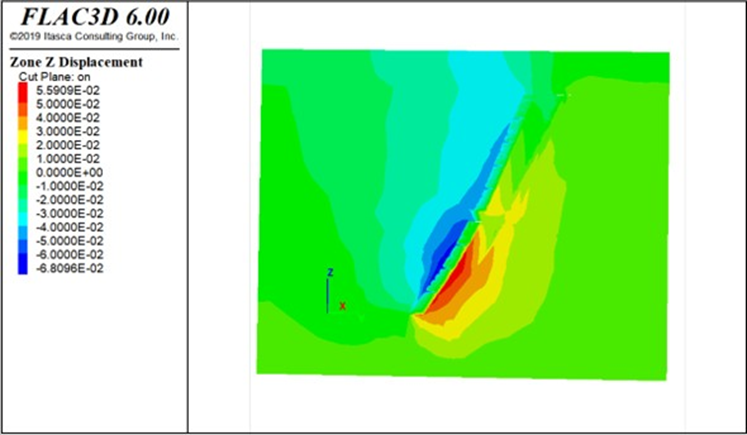 FLAC3D 6.00
©2019 Itasca Consulting Group, Inc.
Zone Z Displacement
Cut Plane: on
5.5909E-02
5.0000E-02
4.0000E-02
3.0000E-02
2.0000E-02
1.0000E-02
0.0000E+00
-1.0000E-02
-2.0000E-02
-3.0000E-02
-4.0000E-02
-5.0000E-02
-6.0000E-02
-6.8096E-02
Z
X